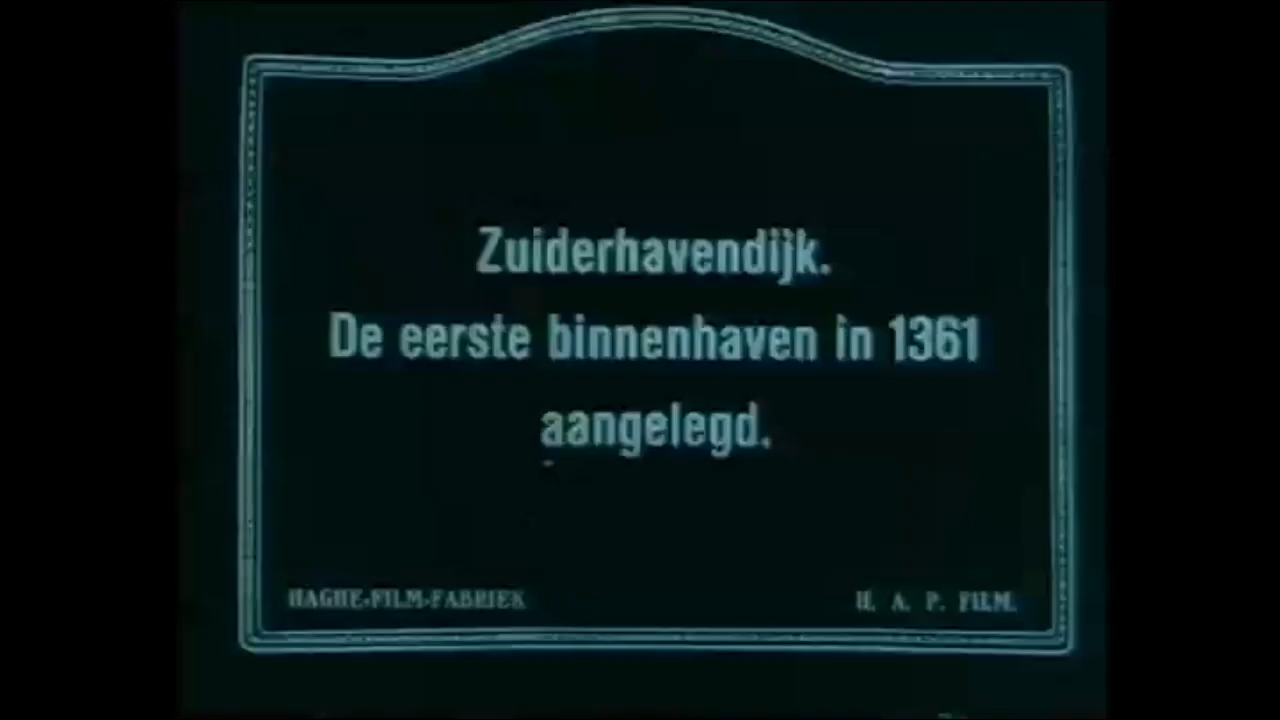 Zuiderhavendijk.
De eerste binnenhaven in 1361
aangelegd.
HAGHE-FILM-FABRIEK
H. A. P. FILM.